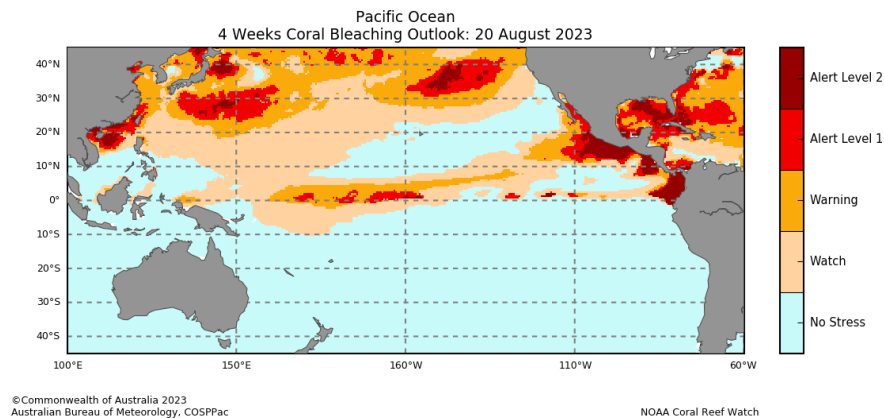 Pacific Ocean
4 Weeks Coral Bleaching Outlook: 20 August 2023
40°N
30°N
20°N
10°N
0°
10°S
20°S
30°S
40°S
100°E
150°E
160°W
110°W
60°W
Alert Level 2
Alert Level 1
Warning
Watch
No Stress
©Commonwealth of Australia 2023
Australian Bureau of Meteorology, COSPPac
NOAA Coral Reef Watch